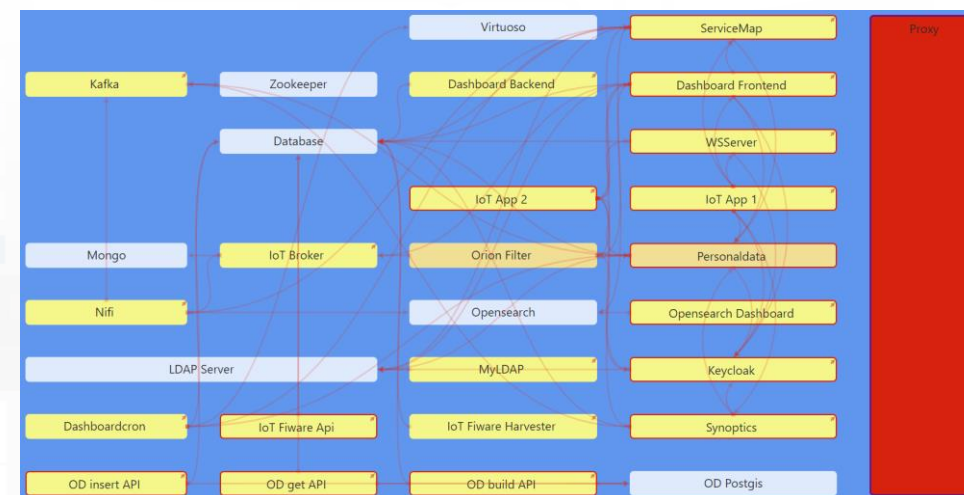 Virtuoso
ServiceMap
Proxy
Kafka
Zookeeper
Dashboard Backend
Dashboard Frontend
Database
WSServer
IoT App 2
IoT App 1
Mongo
IoT Broker
Orion Filter
Personaldata
Nifi
Opensearch
Opensearch Dashboard
LDAP Server
MyLDAP
Keycloak
Dashboardcron
IoT Fiware Api
IoT Fiware Harvester
Synoptics
OD insert API
OD get API
OD build API
OD Postgis